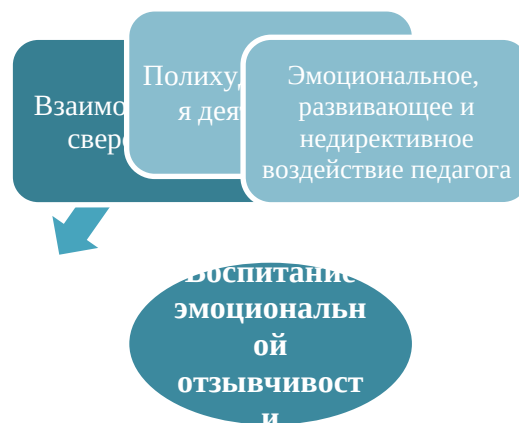 Взаимо
свер
Полиху
я дея
Эмоциональное,
развивающее и
недирективное
воздействие педагога
Воспитание
эмоциональн
ой
отзывчивост
и